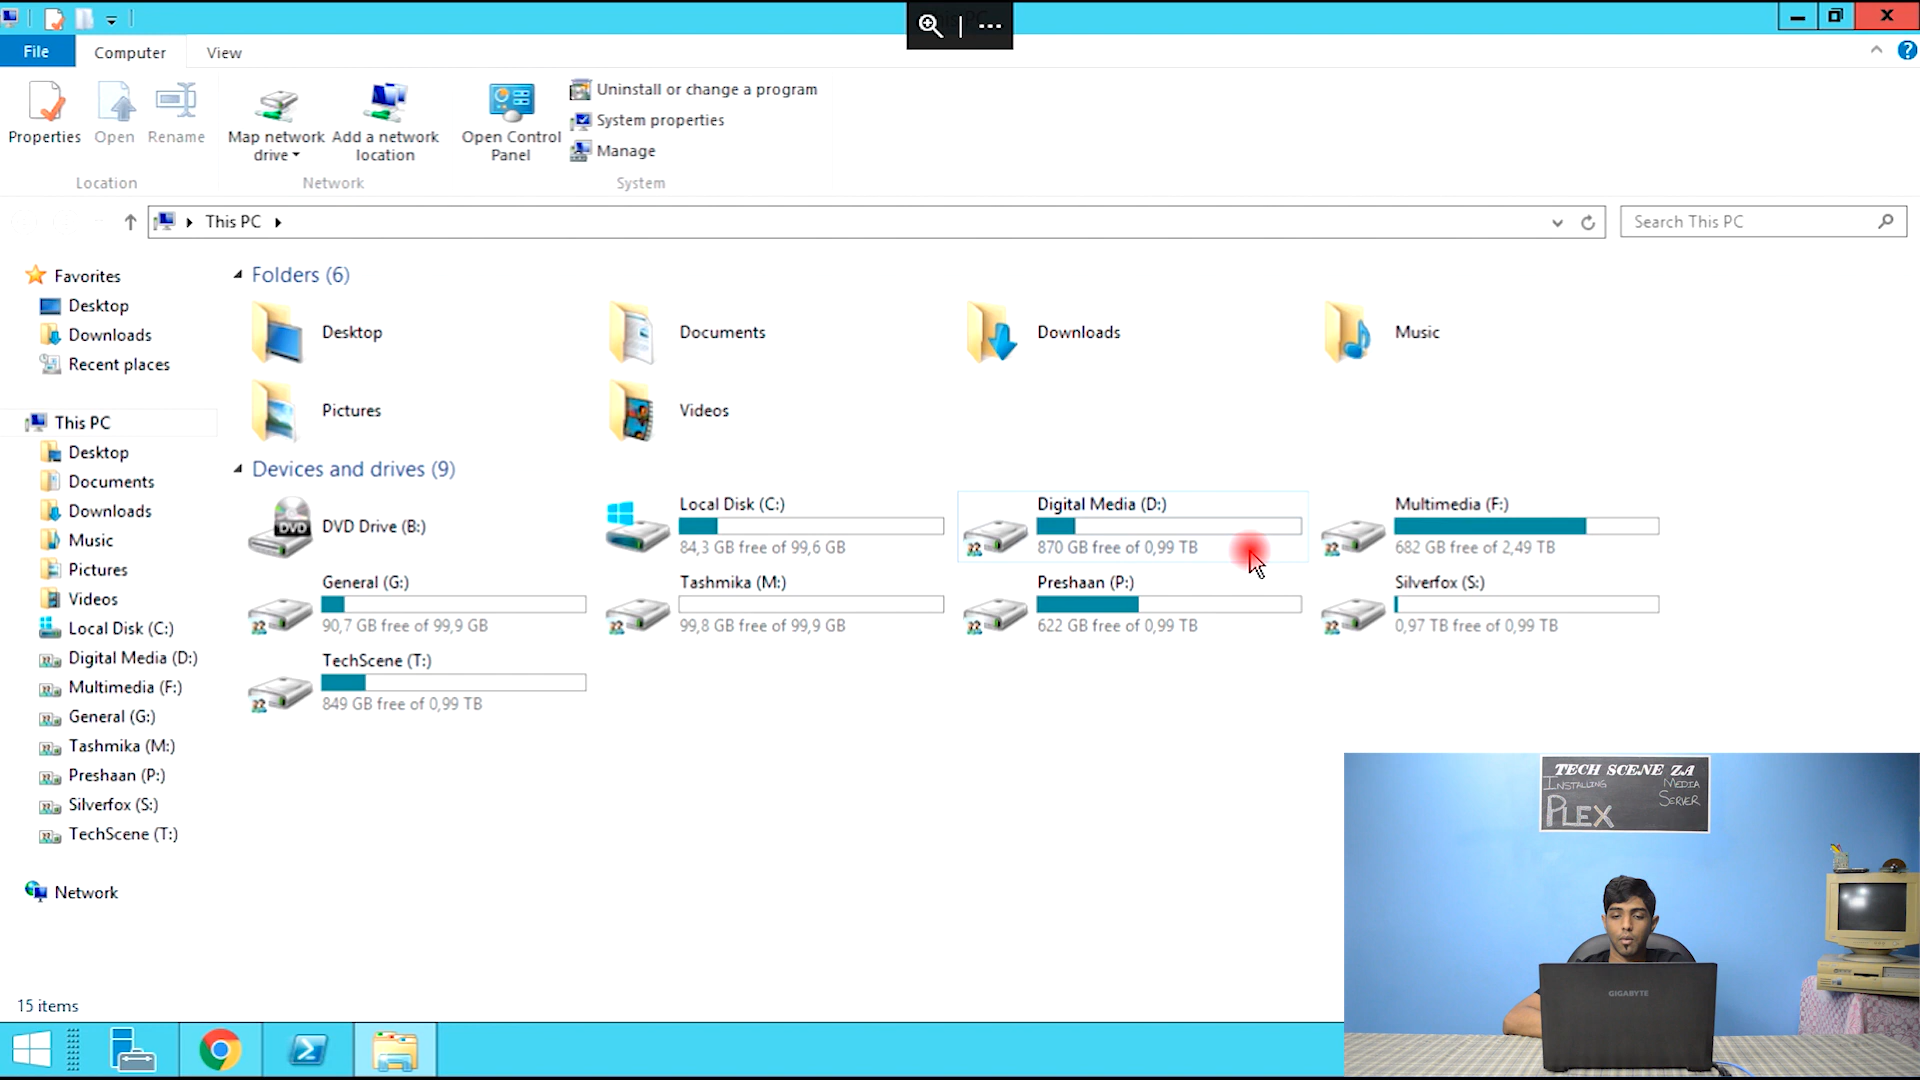 File
Computer
View
Properties
Open
Rename
Map network drive
Add a network location
Open Control Panel
Uninstall or change a program
System properties
Manage
Location
Network
System
This PC
Search This PC
Favorites
Desktop
Downloads
Recent places
This PC
Desktop
Documents
Downloads
Music
Pictures
Videos
Local Disk (C:)
Digital Media (D:)
Multimedia (F:)
General (G:)
Tashmika (M:)
Preshaan (P:)
Silverfox (S:)
TechScene (T:)
Network
Folders (6)
Desktop
Documents
Downloads
Music
Pictures
Videos
Devices and drives (9)
DVD
DVD Drive (B:)
Local Disk (C:)
84,3 GB free of 99,6 GB
Digital Media (D:)
870 GB free of 0,99 TB
Multimedia (F:)
682 GB free of 2,49 TB
General (G:)
90,7 GB free of 99,9 GB
Tashmika (M:)
99,8 GB free of 99,9 GB
Preshaan (P:)
622 GB free of 0,99 TB
Silverfox (S:)
0,97 TB free of 0,99 TB
TechScene (T:)
849 GB free of 0,99 TB
15 items
TECH SCENE ZA
INSTALLING
PLEX
MEDIA
SERVER
GIGABYTE